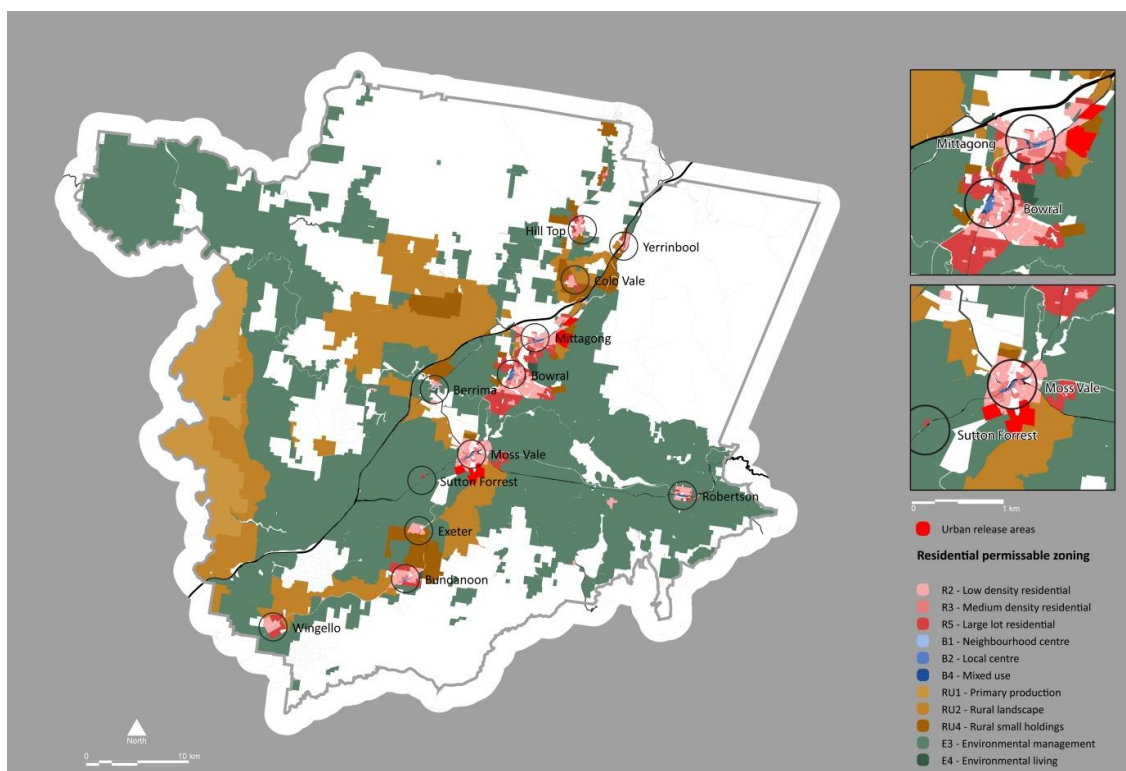 Hill Top
Yerrinbool
Colo Vale
Mittagong
Bowral
Berrima
Moss Vale
Sutton Forrest
Robertson
Exeter
Bundanoon
Wingello
North
0 10 km
Mittagong
Bowral
Moss Vale
Sutton Forrest
0 1 km
Urban release areas
Residential permissable zoning
R2 - Low density residential
R3 - Medium density residential
R5 - Large lot residential
B1 - Neighbourhood centre
B2 - Local centre
B4 - Mixed use
RU1 - Primary production
RU2 - Rural landscape
RU4 - Rural small holdings
E3 - Environmental management
E4 - Environmental living